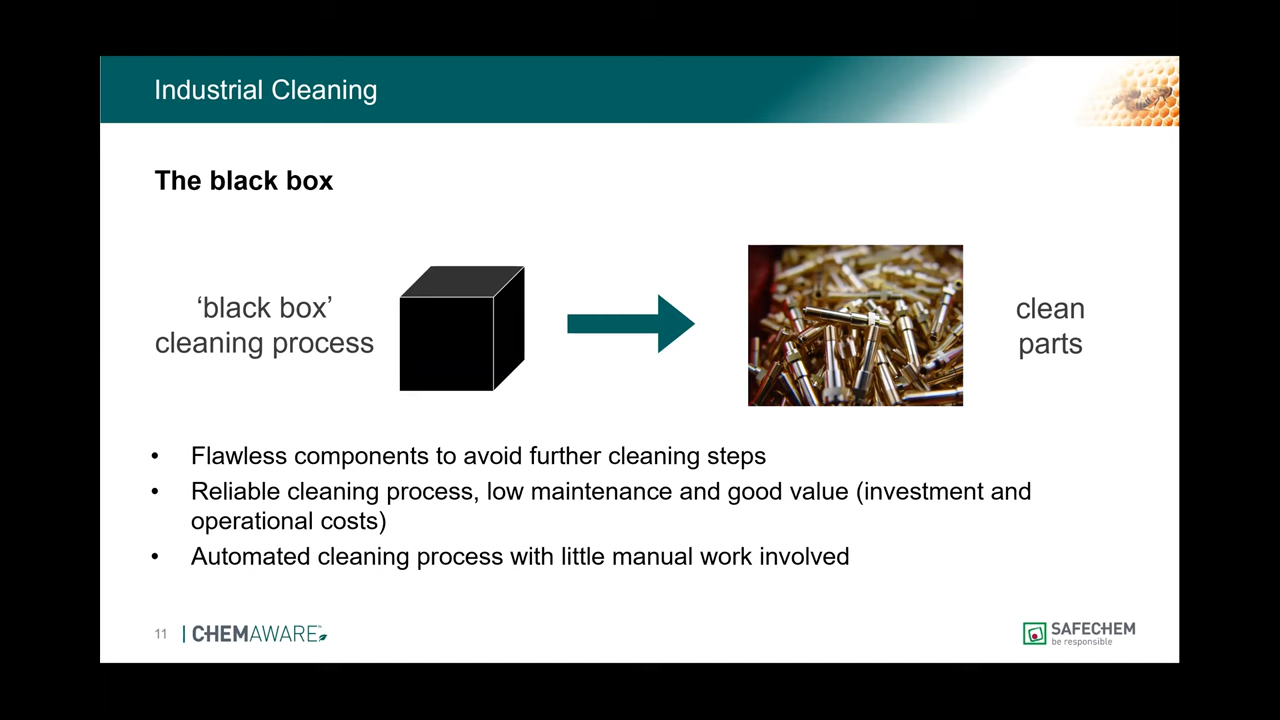 Industrial Cleaning
The black box
‘black box’
cleaning process
clean
parts
• Flawless components to avoid further cleaning steps
• Reliable cleaning process, low maintenance and good value (investment and
operational costs)
• Automated cleaning process with little manual work involved
11 | CHEMAWARE™
SAFECHEM
be responsible